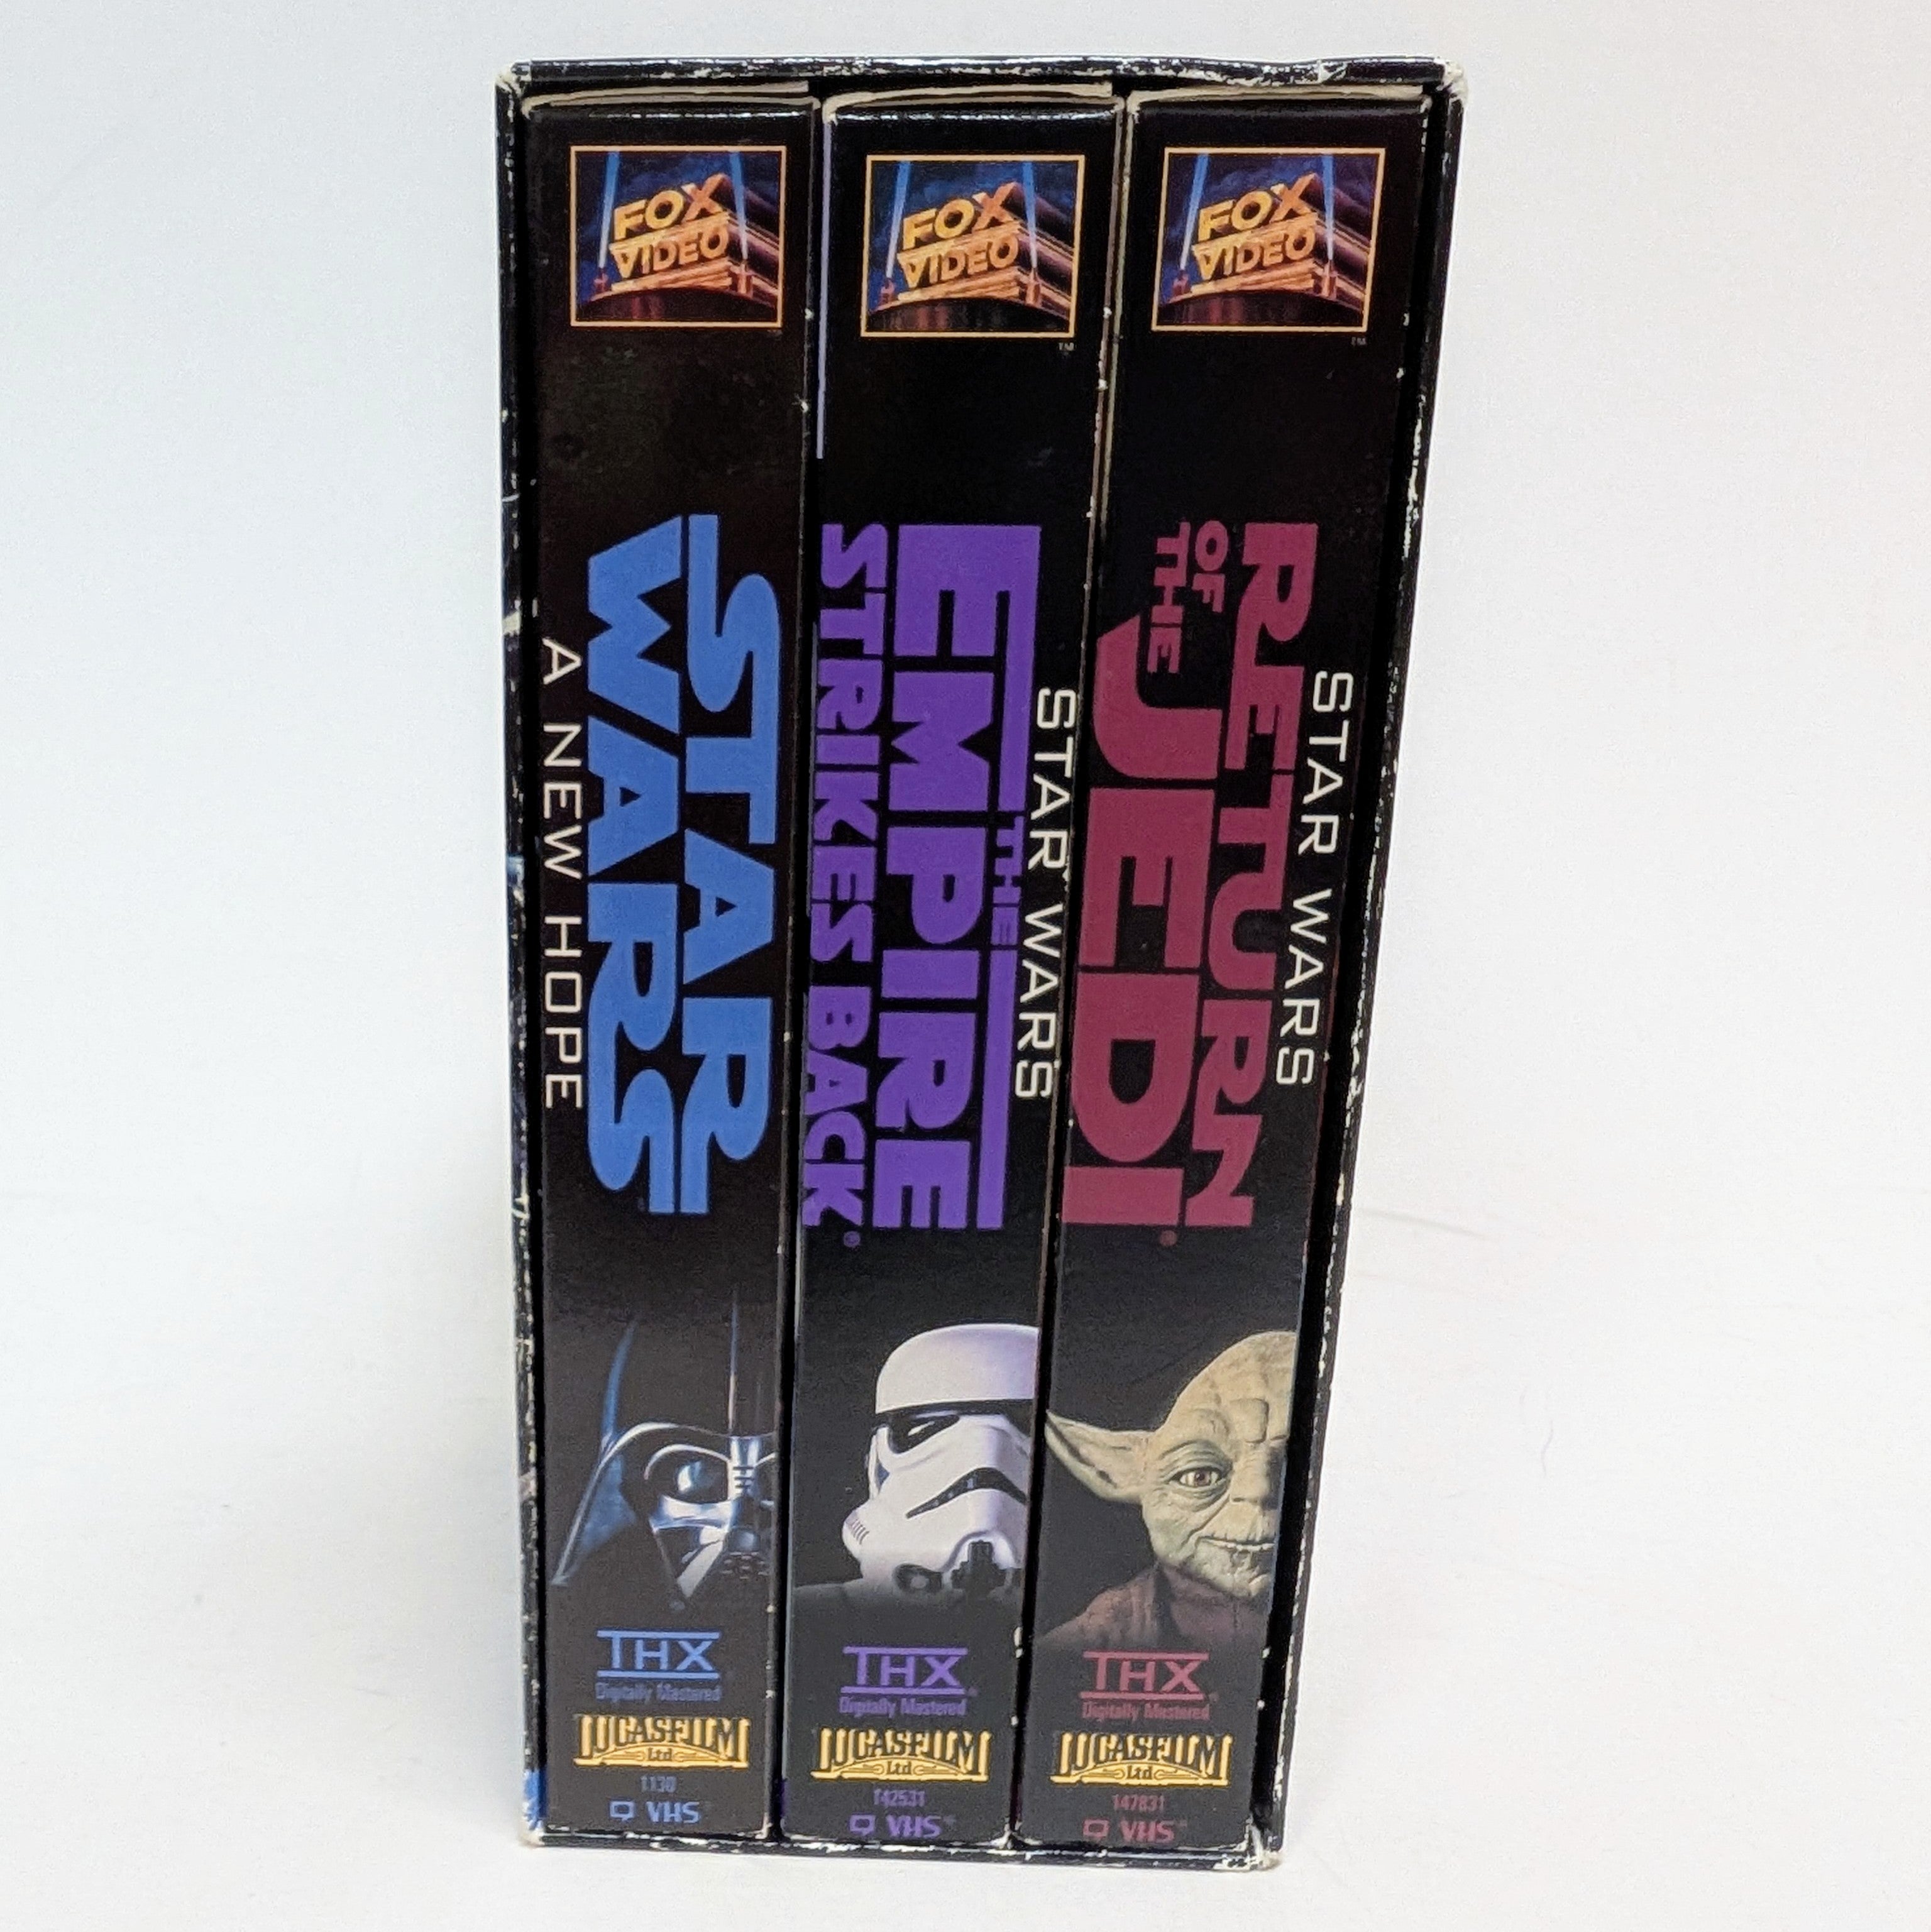 FOX
VIDEO
STAR
WARS
A NEW HOPE
THX
Digitally Mastered
LUCASFILM
Ltd
1130
VHS
FOX
VIDEO
TM
STAR WARS
THE
EMPIRE
STRIKES BACK®
THX®
Digitally Mastered
LUCASFILM
Ltd
142531
VHS
FOX
VIDEO
TM
STAR WARS
RETURN
OF
THE
JEDI®
THX®
Digitally Mastered
LUCASFILM
Ltd
147831
VHS